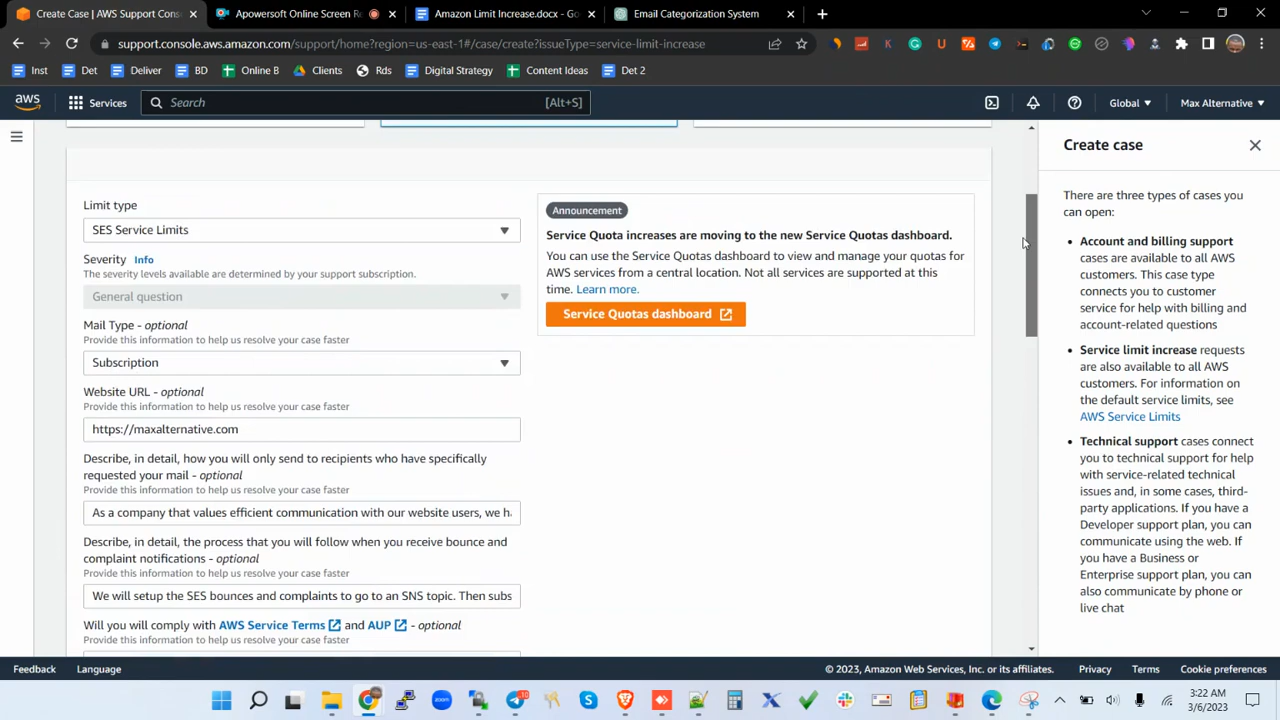 Create Case | AWS Support Cons
Apowersoft Online Screen Re
Amazon Limit Increase.docx - Go
Email Categorization System
support.console.aws.amazon.com/support/home?region=us-east-1#/case/create?issueType=service-limit-increase
Inst
Det
Deliver
BD
Online B
Clients
Rds
Digital Strategy
Content Ideas
Det 2
aws
Services
Search
[Alt+S]
Global
Max Alternative
Limit type
SES Service Limits
Severity Info
The severity levels available are determined by your support subscription.
General question
Mail Type - optional
Provide this information to help us resolve your case faster
Subscription
Website URL - optional
Provide this information to help us resolve your case faster
https://maxalternative.com
Describe, in detail, how you will only send to recipients who have specifically
requested your mail - optional
Provide this information to help us resolve your case faster
As a company that values efficient communication with our website users, we ha
Describe, in detail, the process that you will follow when you receive bounce and
complaint notifications - optional
Provide this information to help us resolve your case faster
We will setup the SES bounces and complaints to go to an SNS topic. Then subs
Will you will comply with AWS Service Terms and AUP - optional
Provide this information to help us resolve your case faster
Announcement
Service Quota increases are moving to the new Service Quotas dashboard.
You can use the Service Quotas dashboard to view and manage your quotas for
AWS services from a central location. Not all services are supported at this
time. Learn more.
Service Quotas dashboard
Create case
There are three types of cases you
can open:
• Account and billing support
cases are available to all AWS
customers. This case type
connects you to customer
service for help with billing and
account-related questions
• Service limit increase requests
are also available to all AWS
customers. For information on
the default service limits, see
AWS Service Limits
• Technical support cases connect
you to technical support for help
with service-related technical
issues and, in some cases, third-
party applications. If you have a
Developer support plan, you can
communicate using the web. If
you have a Business or
Enterprise support plan, you can
also communicate by phone or
live chat
Feedback
Language
© 2023, Amazon Web Services, Inc. or its affiliates.
Privacy
Terms
Cookie preferences
zoom
3:22 AM
3/6/2023